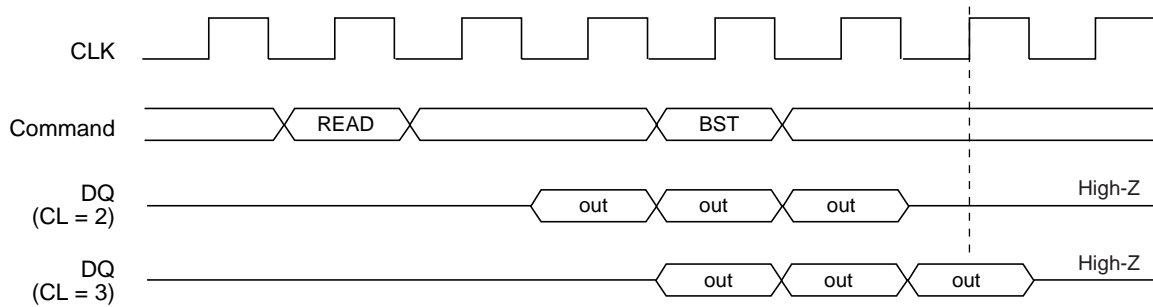 CLK
Command
READ
BST
DQ
(CL = 2)
out
out
out
High-Z
DQ
(CL = 3)
out
out
out
High-Z